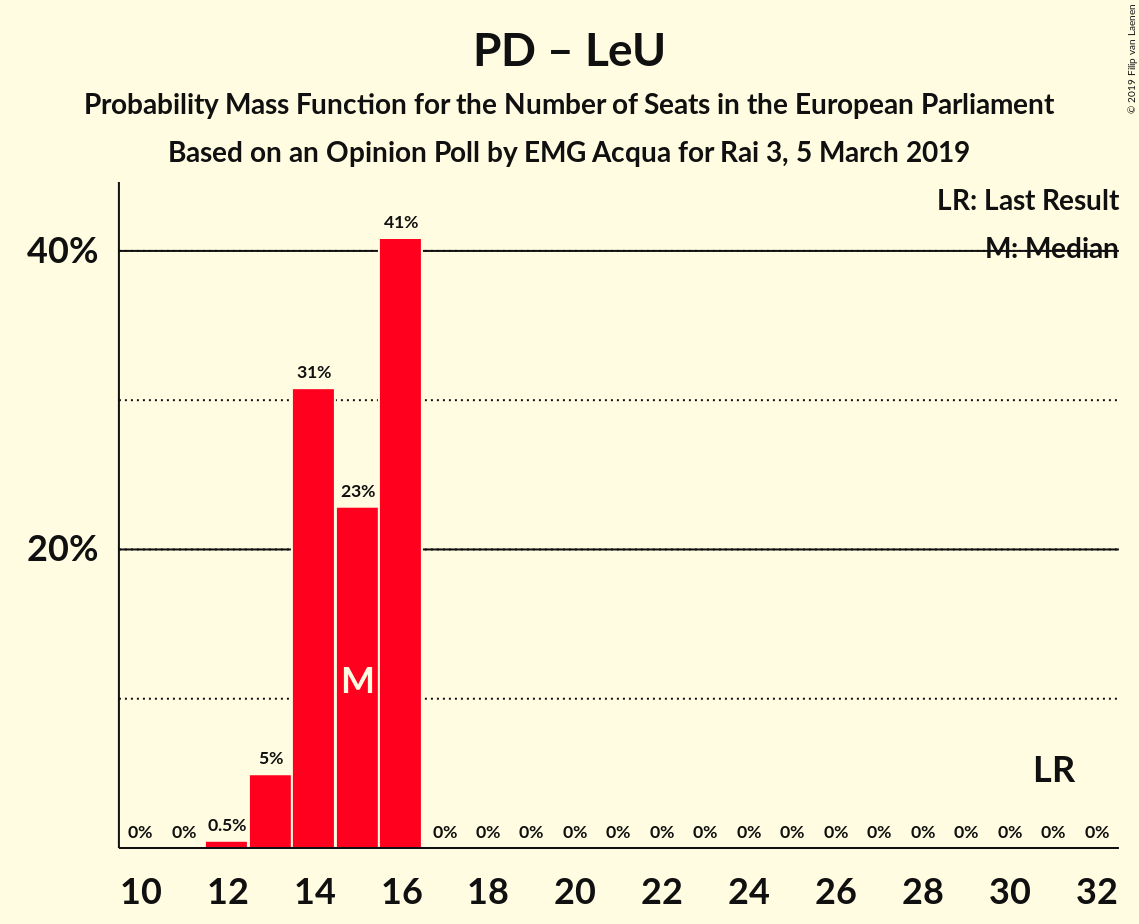 PD – LeU
Probability Mass Function for the Number of Seats in the European Parliament
Based on an Opinion Poll by EMG Acqua for Rai 3, 5 March 2019
© 2019 Filip van Laenen
LR: Last Result
M: Median
40%
20%
0% 0% 0.5% 5% 31% 23% 41% 0% 0% 0% 0% 0% 0% 0% 0% 0% 0% 0% 0% 0% 0% 0% 0%
M
LR
10 12 14 16 18 20 22 24 26 28 30 32